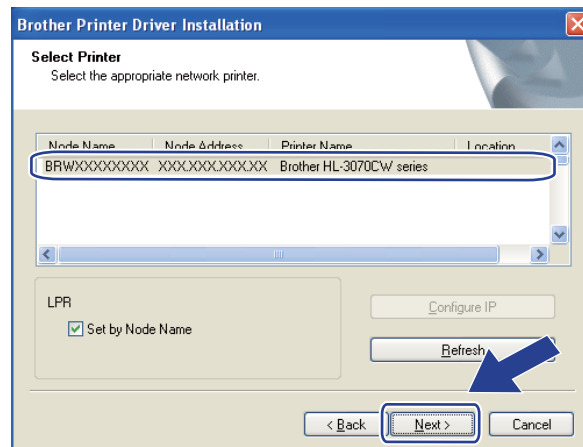 Brother Printer Driver Installation
Select Printer
Select the appropriate network printer.
Node Name Node Address Printer Name Location
BRWXXXXXXXX XXX.XXX.XXX.XX Brother HL-3070CW series
LPR
Set by Node Name
Configure IP
Refresh
< Back Next > Cancel